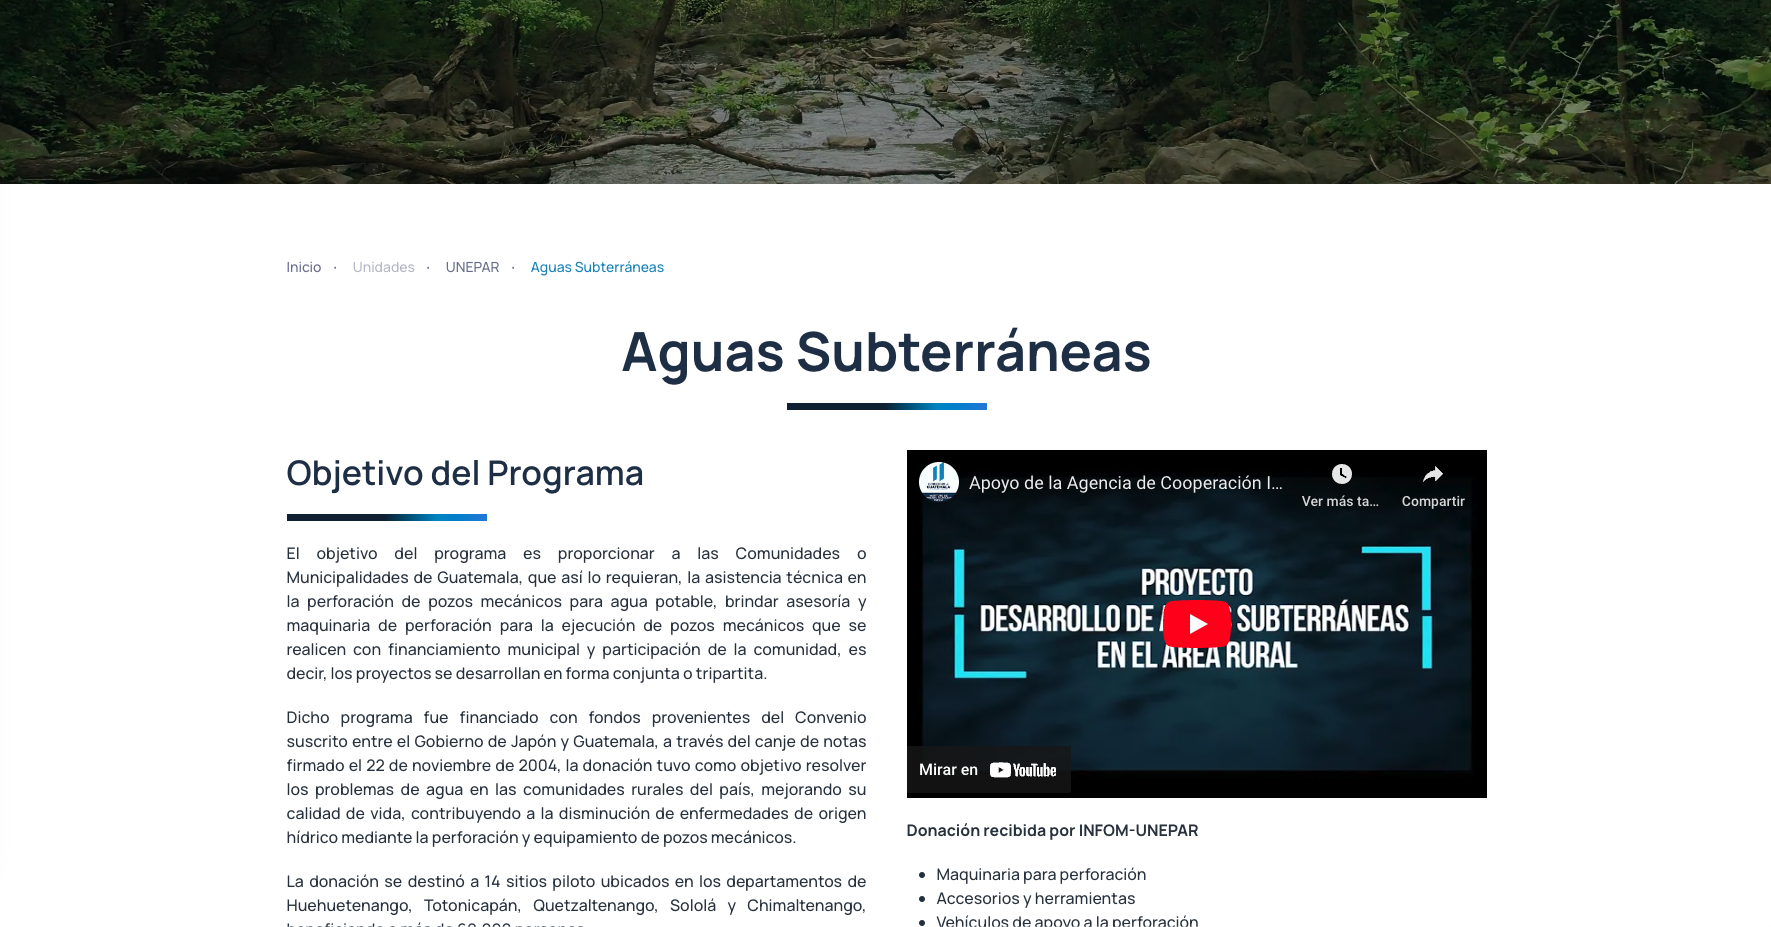 Inicio · Unidades · UNEPAR · Aguas Subterráneas
Aguas Subterráneas
Objetivo del Programa
El objetivo del programa es proporcionar a las Comunidades o
Municipalidades de Guatemala, que así lo requieran, la asistencia técnica en
la perforación de pozos mecánicos para agua potable, brindar asesoría y
maquinaria de perforación para la ejecución de pozos mecánicos que se
realicen con financiamiento municipal y participación de la comunidad, es
decir, los proyectos se desarrollan en forma conjunta o tripartita.
Dicho programa fue financiado con fondos provenientes del Convenio
suscrito entre el Gobierno de Japón y Guatemala, a través del canje de notas
firmado el 22 de noviembre de 2004, la donación tuvo como objetivo resolver
los problemas de agua en las comunidades rurales del país, mejorando su
calidad de vida, contribuyendo a la disminución de enfermedades de origen
hídrico mediante la perforación y equipamiento de pozos mecánicos.
La donación se destinó a 14 sitios piloto ubicados en los departamentos de
Huehuetenango, Totonicapán, Quetzaltenango, Sololá y Chimaltenango,
Apoyo de la Agencia de Cooperación I...
Ver más ta...
Compartir
PROYECTO
DESARROLLO DE SUBTERRÁNEAS
EN EL ÁREA RURAL
Mirar en YouTube
Donación recibida por INFOM-UNEPAR
• Maquinaria para perforación
• Accesorios y herramientas
• Vehículos de apoyo a la perforación